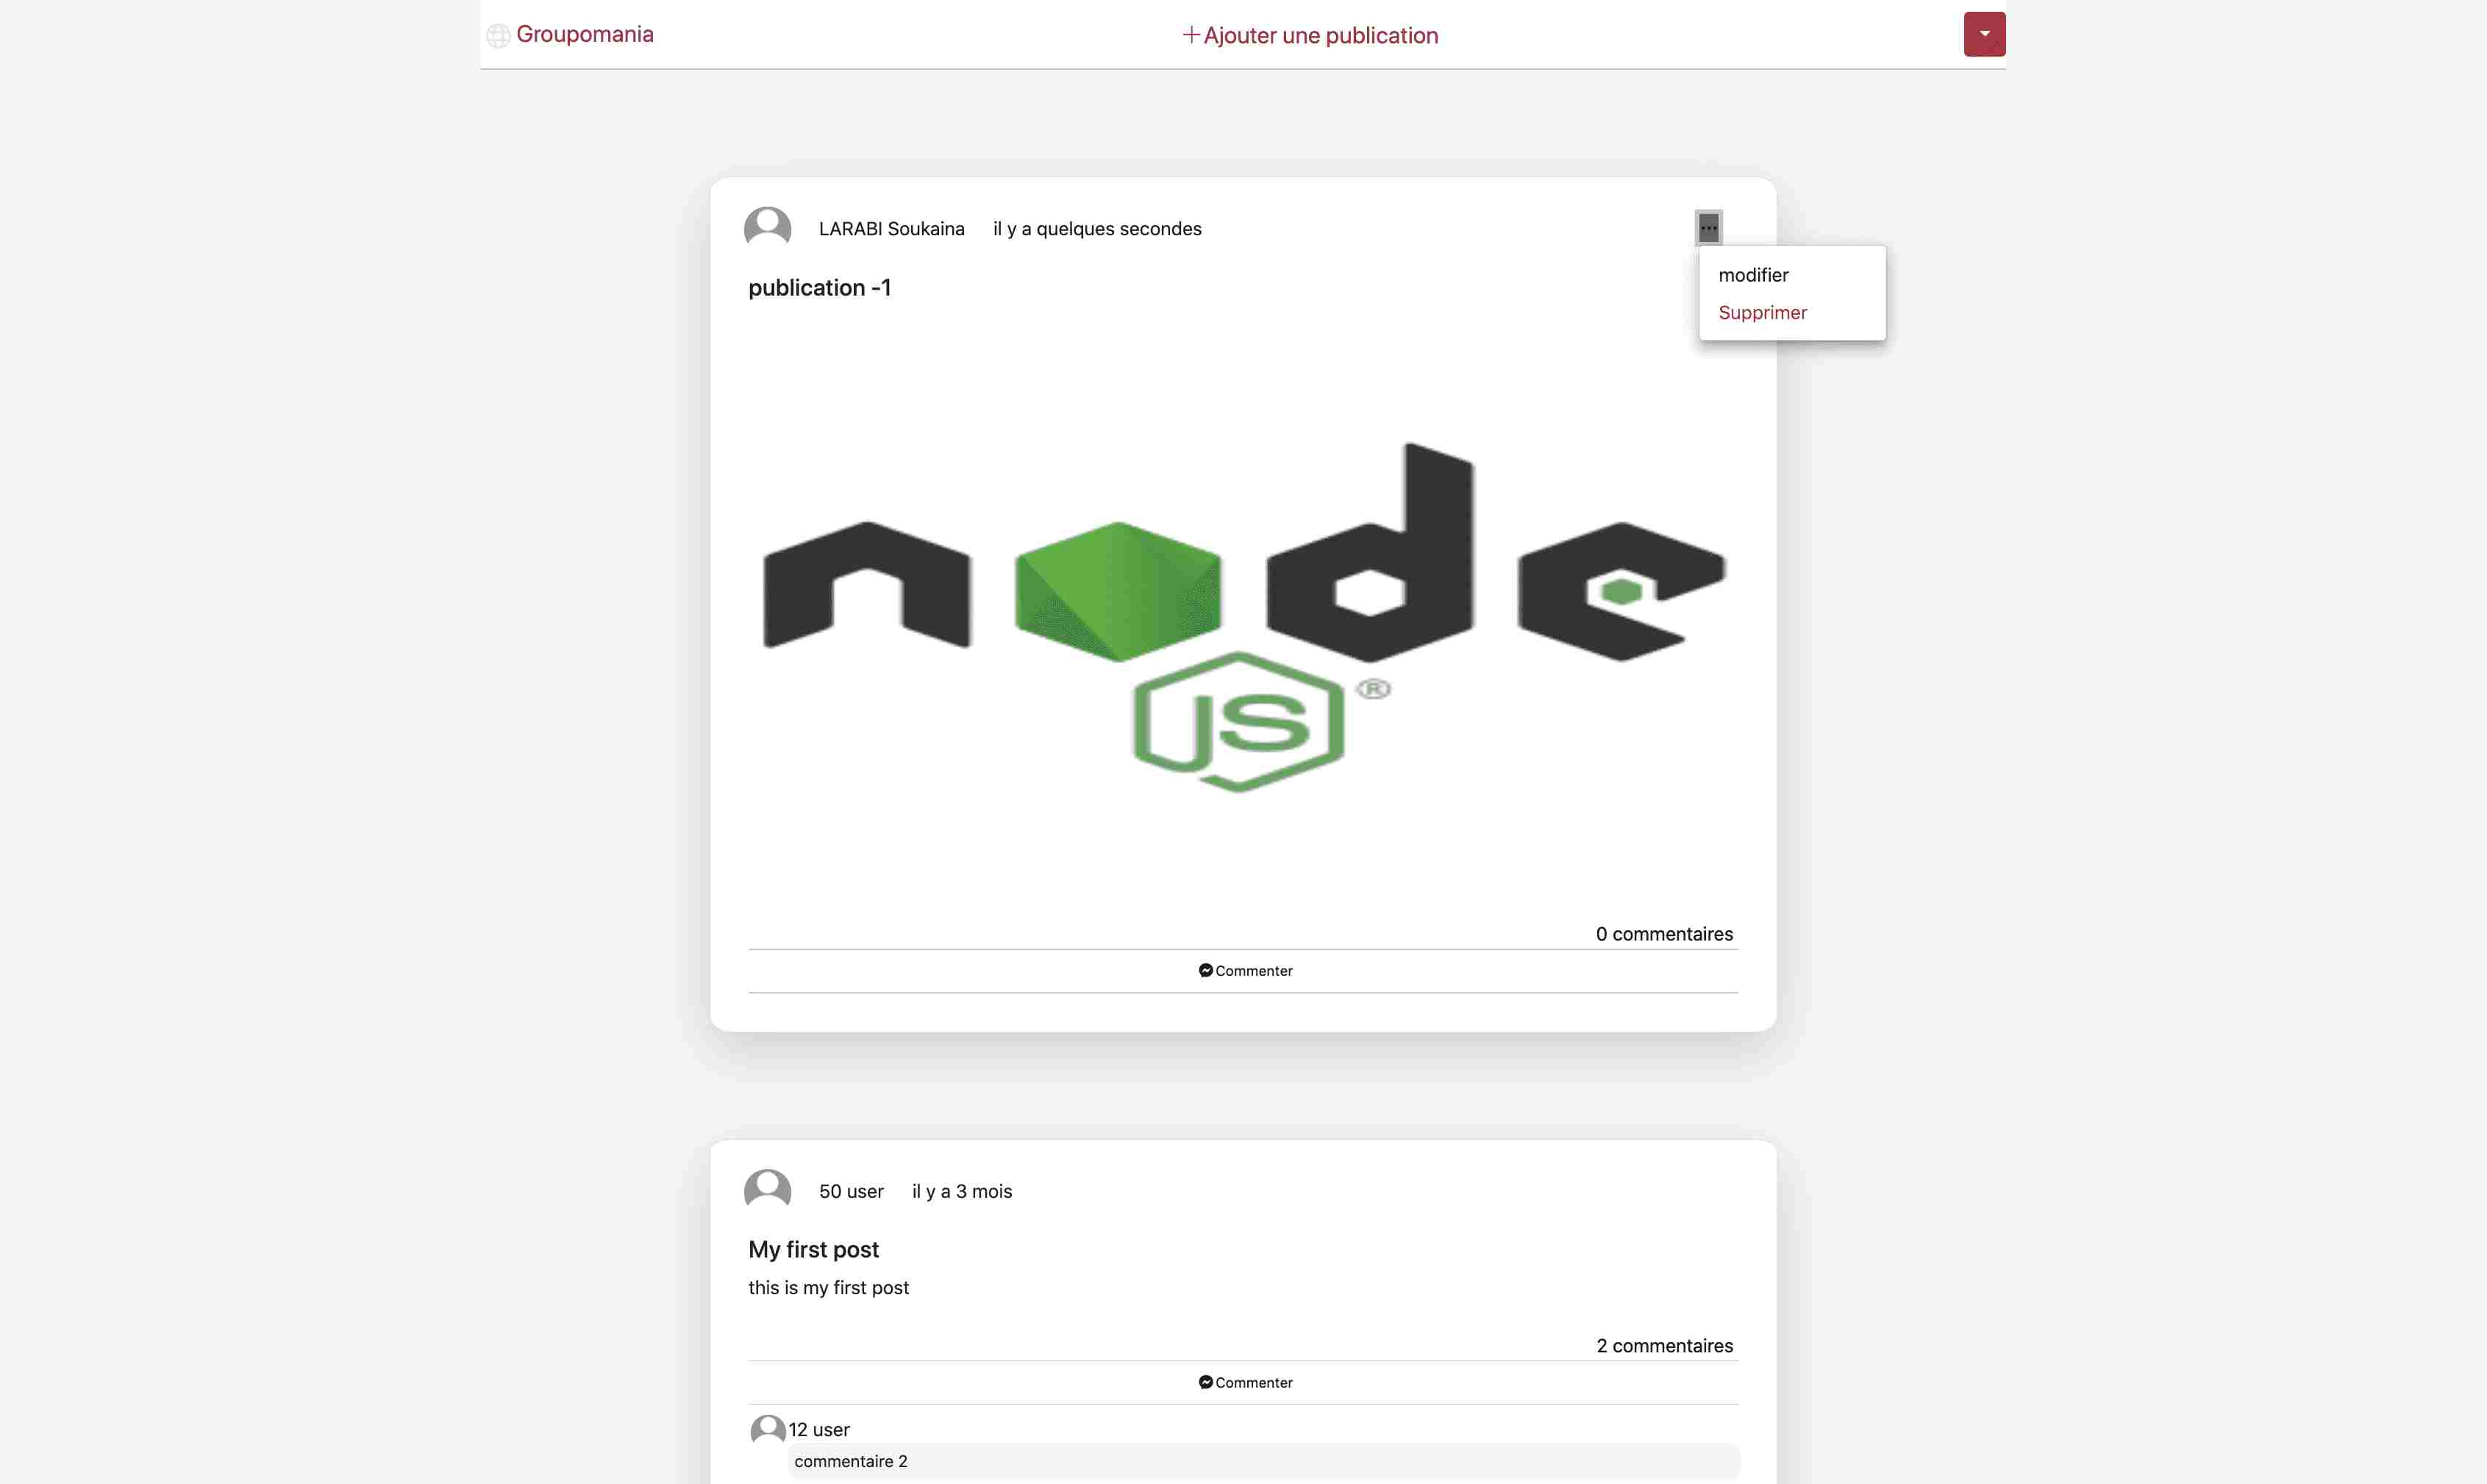 Groupomania
+Ajouter une publication
LARABI Soukaina il y a quelques secondes
modifier
Supprimer
publication -1
node
JS ®
0 commentaires
Commenter
50 user il y a 3 mois
My first post
this is my first post
2 commentaires
Commenter
12 user
commentaire 2